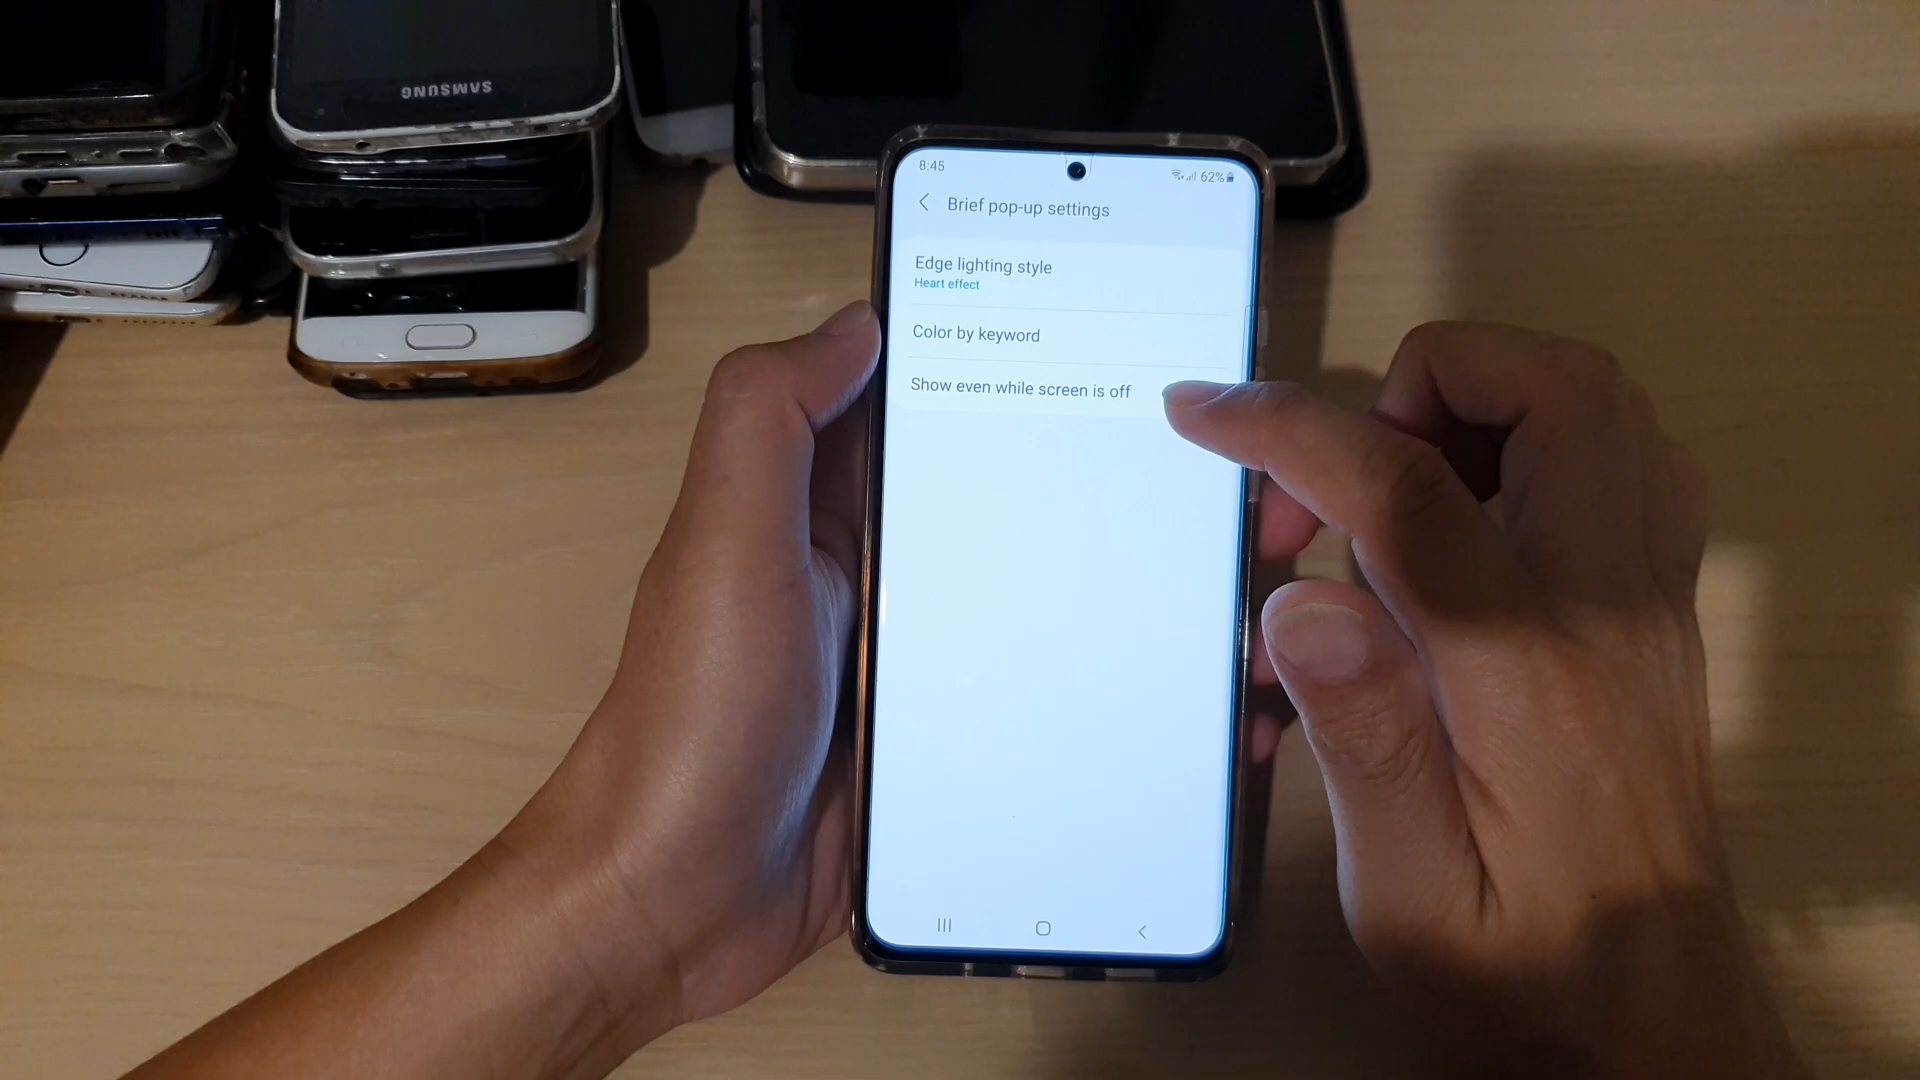 SAMSUNG
8:45
62%
Brief pop-up settings
Edge lighting style
Heart effect
Color by keyword
Show even while screen is off